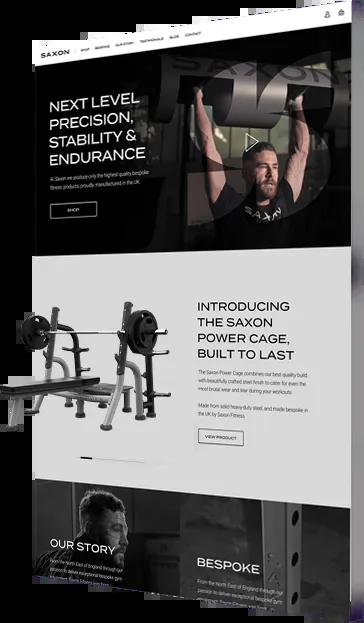 SAXON
SHOP BESPOKE OUR STORY TESTIMONIALS BLOG CONTACT
SAXON
NEXT LEVEL
PRECISION,
STABILITY &
ENDURANCE
At Saxon we produce only the highest quality bespoke
fitness products, proudly manufactured in the UK
SHOP
SAXON
INTRODUCING
THE SAXON
POWER CAGE,
BUILT TO LAST
The Saxon Power Cage combines our best quality build
with beautifully crafted steel finish to cater for even the
most brutal wear and tear during your workouts.
Made from solid heavy-duty steel, and made bespoke in
the UK by Saxon Fitness.
VIEW PRODUCT
OUR STORY
From the North East of England through our
passion to deliver exceptional bespoke gym
BESPOKE
From the North East of England through our
passion to deliver exceptional bespoke gym